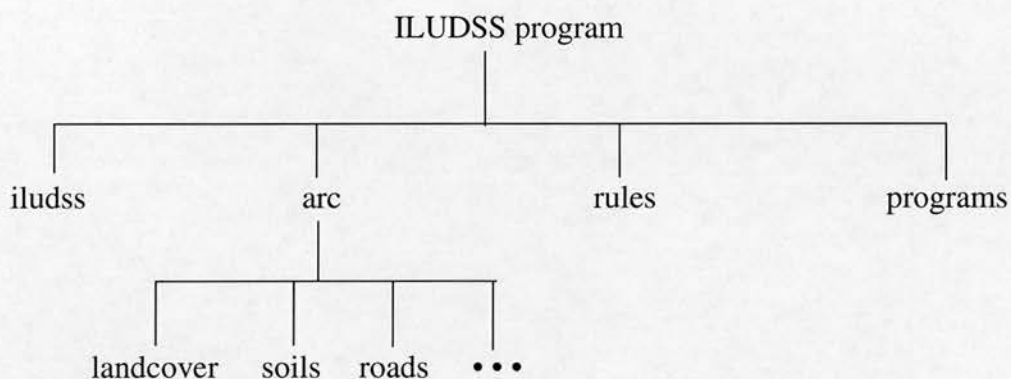 ILUDSS program
iludss arc rules programs
landcover soils roads •••